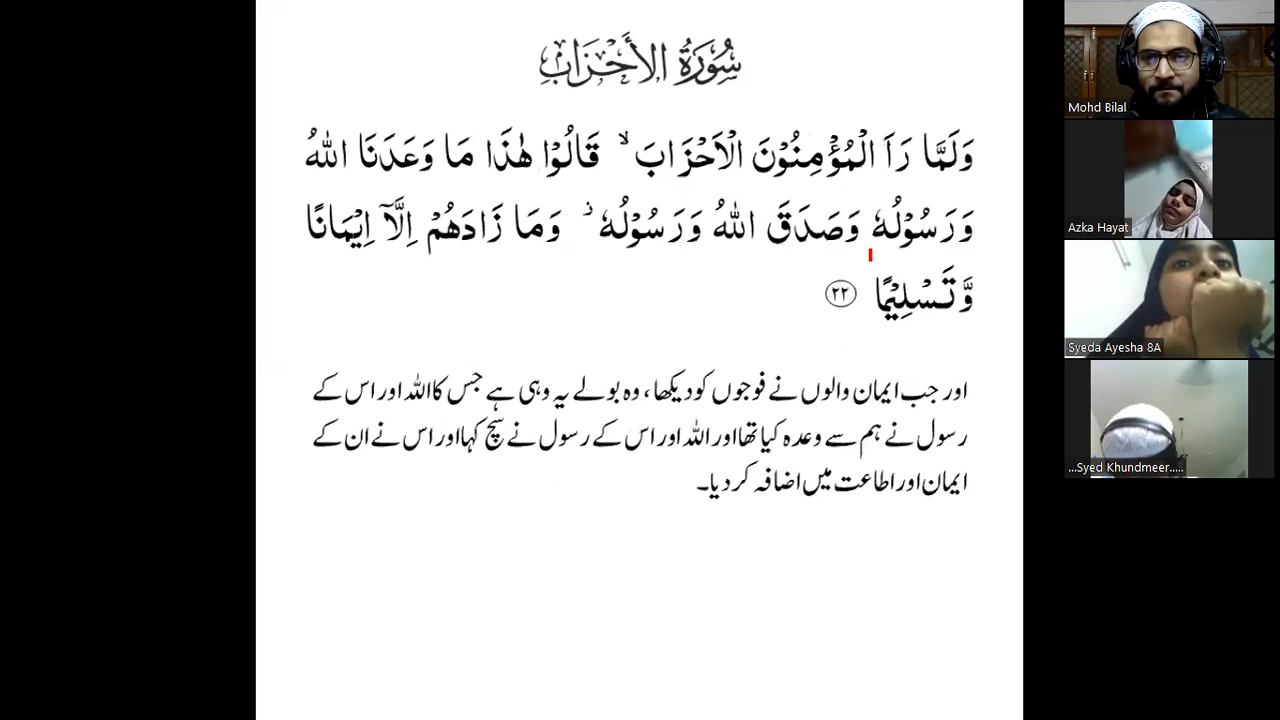 سُوْرَةُ الأَحْزَابِ
وَلَمَّا رَاَ الْمُؤْمِنُوْنَ الْاَحْزَابَ ۙ قَالُوْا هٰذَا مَا وَعَدَنَا اللهُ
وَرَسُوْلُهٗ وَصَدَقَ اللهُ وَرَسُوْلُهٗ ؗ وَمَا زَادَهُمْ اِلَّاۤ اِيْمَانًا
وَّتَسْلِيْمًا ۲۲
اور جب ایمان والوں نے فوجوں کو دیکھا، وہ بولے یہ وہی ہے جس کا اللہ اور اس کے
رسول نے ہم سے وعدہ کیا تھا اور اللہ اور اس کے رسول نے سچ کہا اور اس نے ان کے
ایمان اور اطاعت میں اضافہ کر دیا۔
Mohd Bilal
Azka Hayat
Syeda Ayesha 8A
...Syed Khundmeer.....